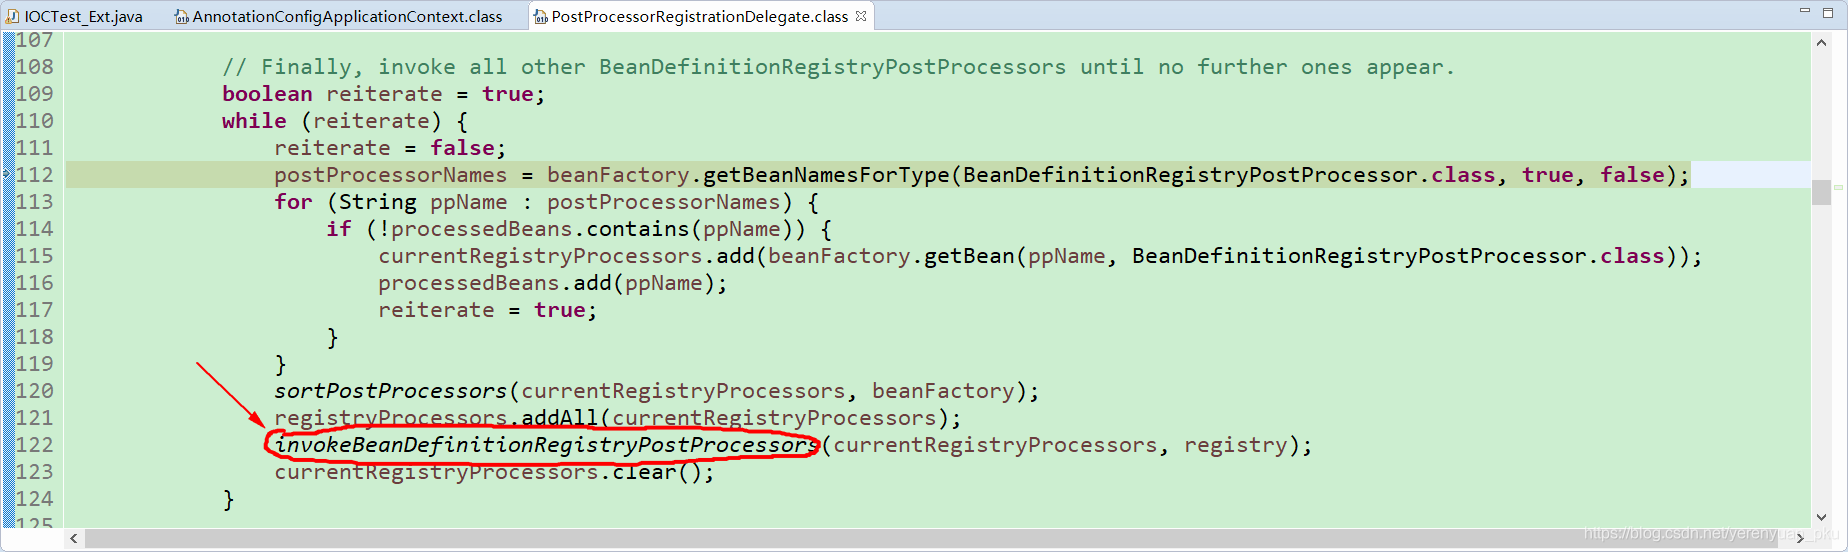 IOCTest_Ext.java AnnotationConfigApplicationContext.class PostProcessorRegistrationDelegate.class
107
108 // Finally, invoke all other BeanDefinitionRegistryPostProcessors until no further ones appear.
109 boolean reiterate = true;
110 while (reiterate) {
111 reiterate = false;
112 postProcessorNames = beanFactory.getBeanNamesForType(BeanDefinitionRegistryPostProcessor.class, true, false);
113 for (String ppName : postProcessorNames) {
114 if (!processedBeans.contains(ppName)) {
115 currentRegistryProcessors.add(beanFactory.getBean(ppName, BeanDefinitionRegistryPostProcessor.class));
116 processedBeans.add(ppName);
117 reiterate = true;
118 }
119 }
120 sortPostProcessors(currentRegistryProcessors, beanFactory);
121 registryProcessors.addAll(currentRegistryProcessors);
122 invokeBeanDefinitionRegistryPostProcessors(currentRegistryProcessors, registry);
123 currentRegistryProcessors.clear();
124 }
125
https://blog.csdn.net/yerenyuan_pku